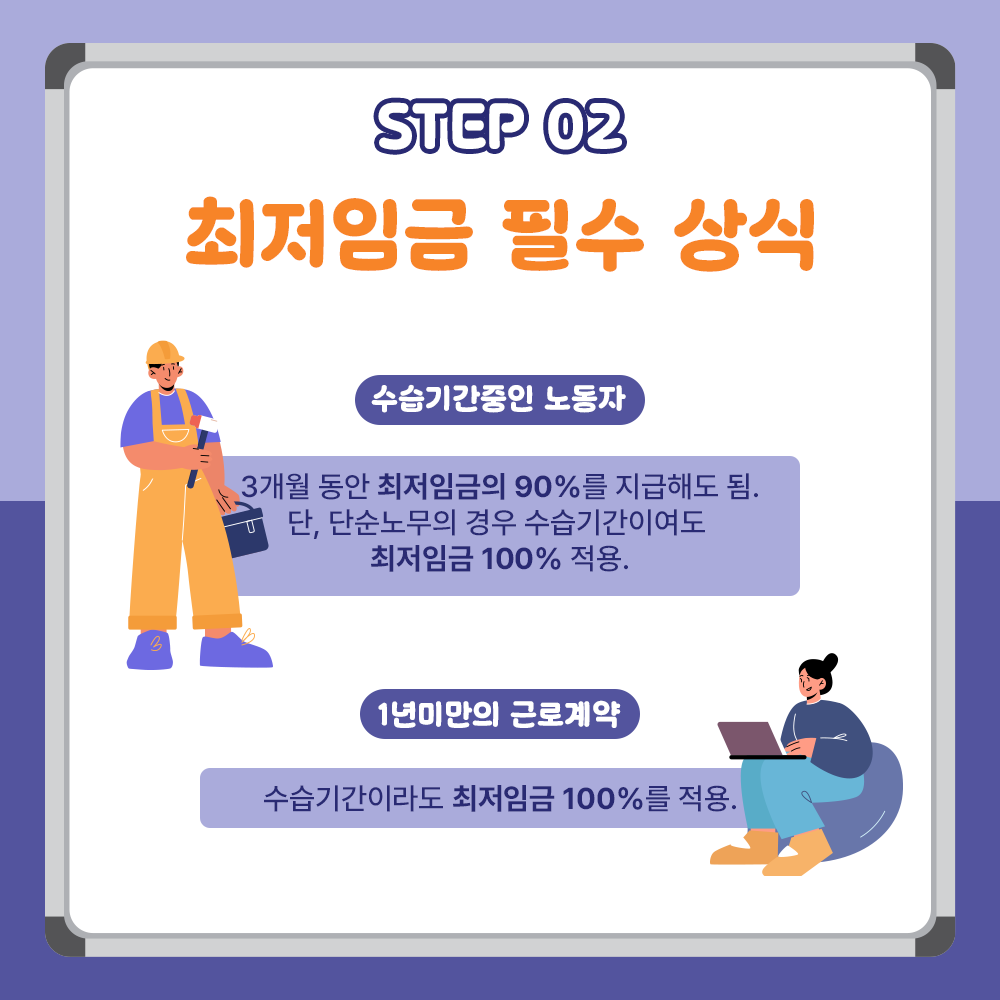 STEP 02
최저임금 필수 상식
수습기간중인 노동자
3개월 동안 최저임금의 90%를 지급해도 됨.
단, 단순노무의 경우 수습기간이여도
최저임금 100% 적용.
1년미만의 근로계약
수습기간이라도 최저임금 100%를 적용.